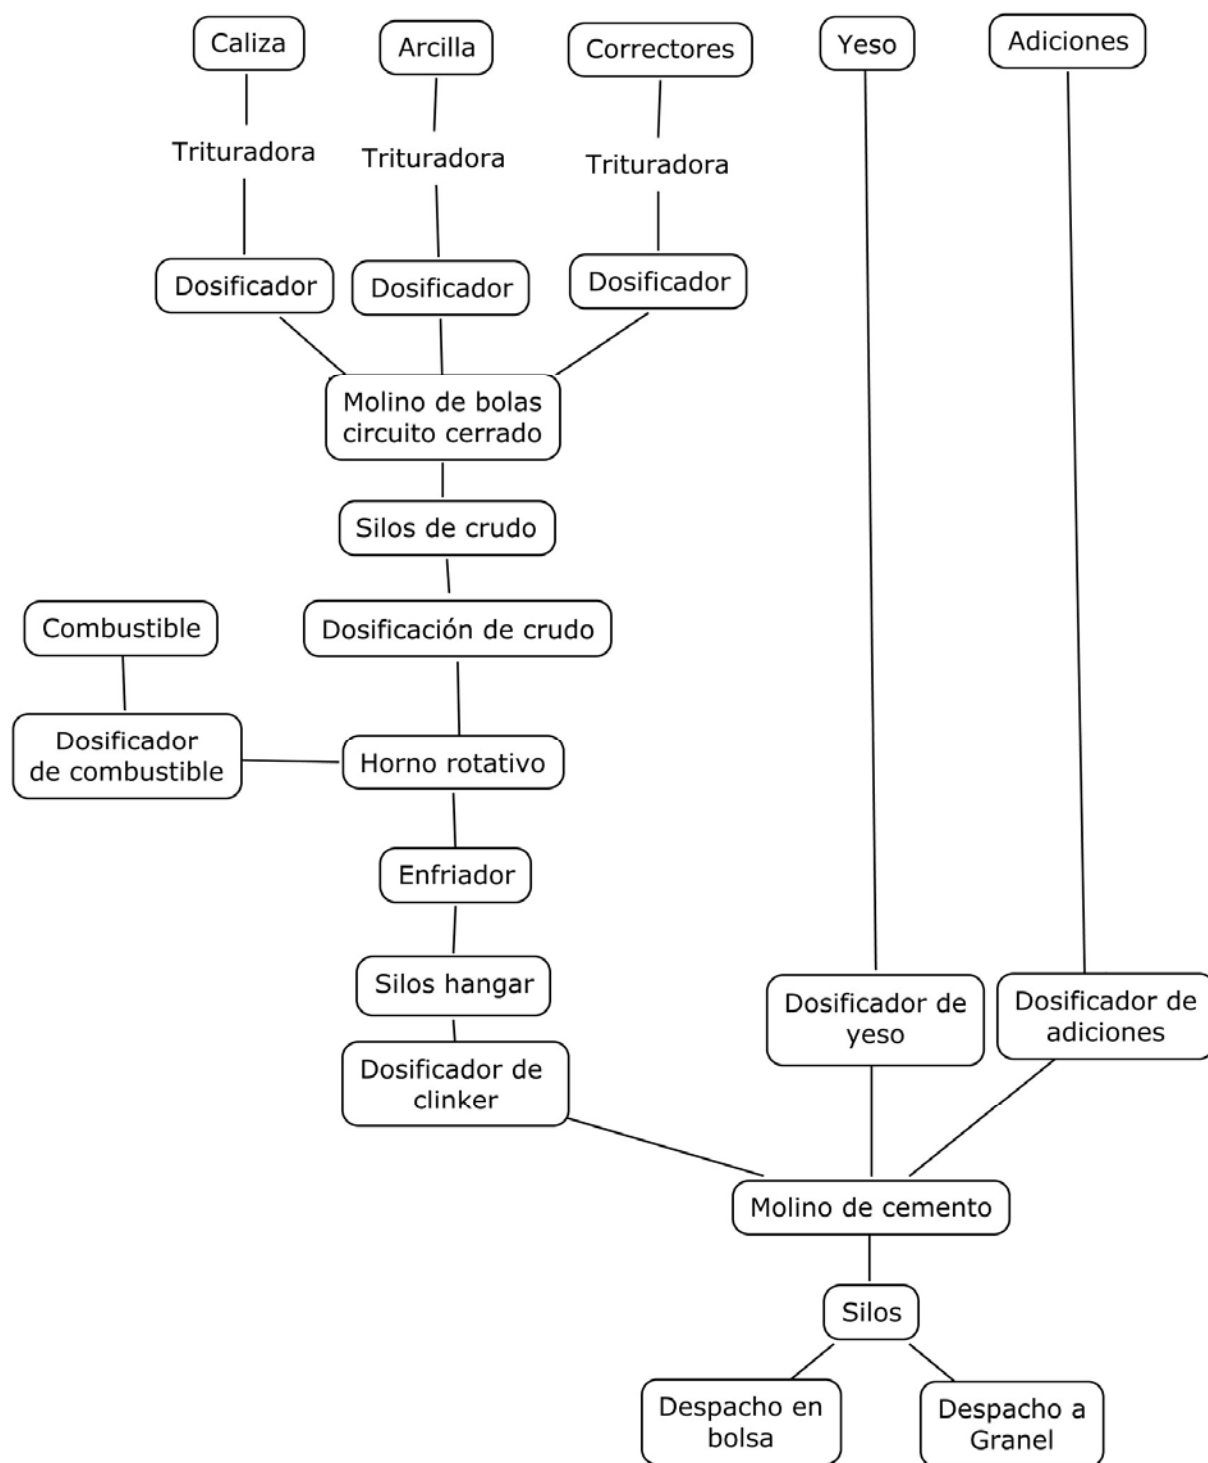 Caliza
Arcilla
Correctores
Yeso
Adiciones
Trituradora
Trituradora
Trituradora
Dosificador
Dosificador
Dosificador
Molino de bolas
circuito cerrado
Silos de crudo
Combustible
Dosificación de crudo
Dosificador
de combustible
Horno rotativo
Enfriador
Silos hangar
Dosificador de
yeso
Dosificador de
adiciones
Dosificador de
clinker
Molino de cemento
Silos
Despacho en
bolsa
Despacho a
Granel